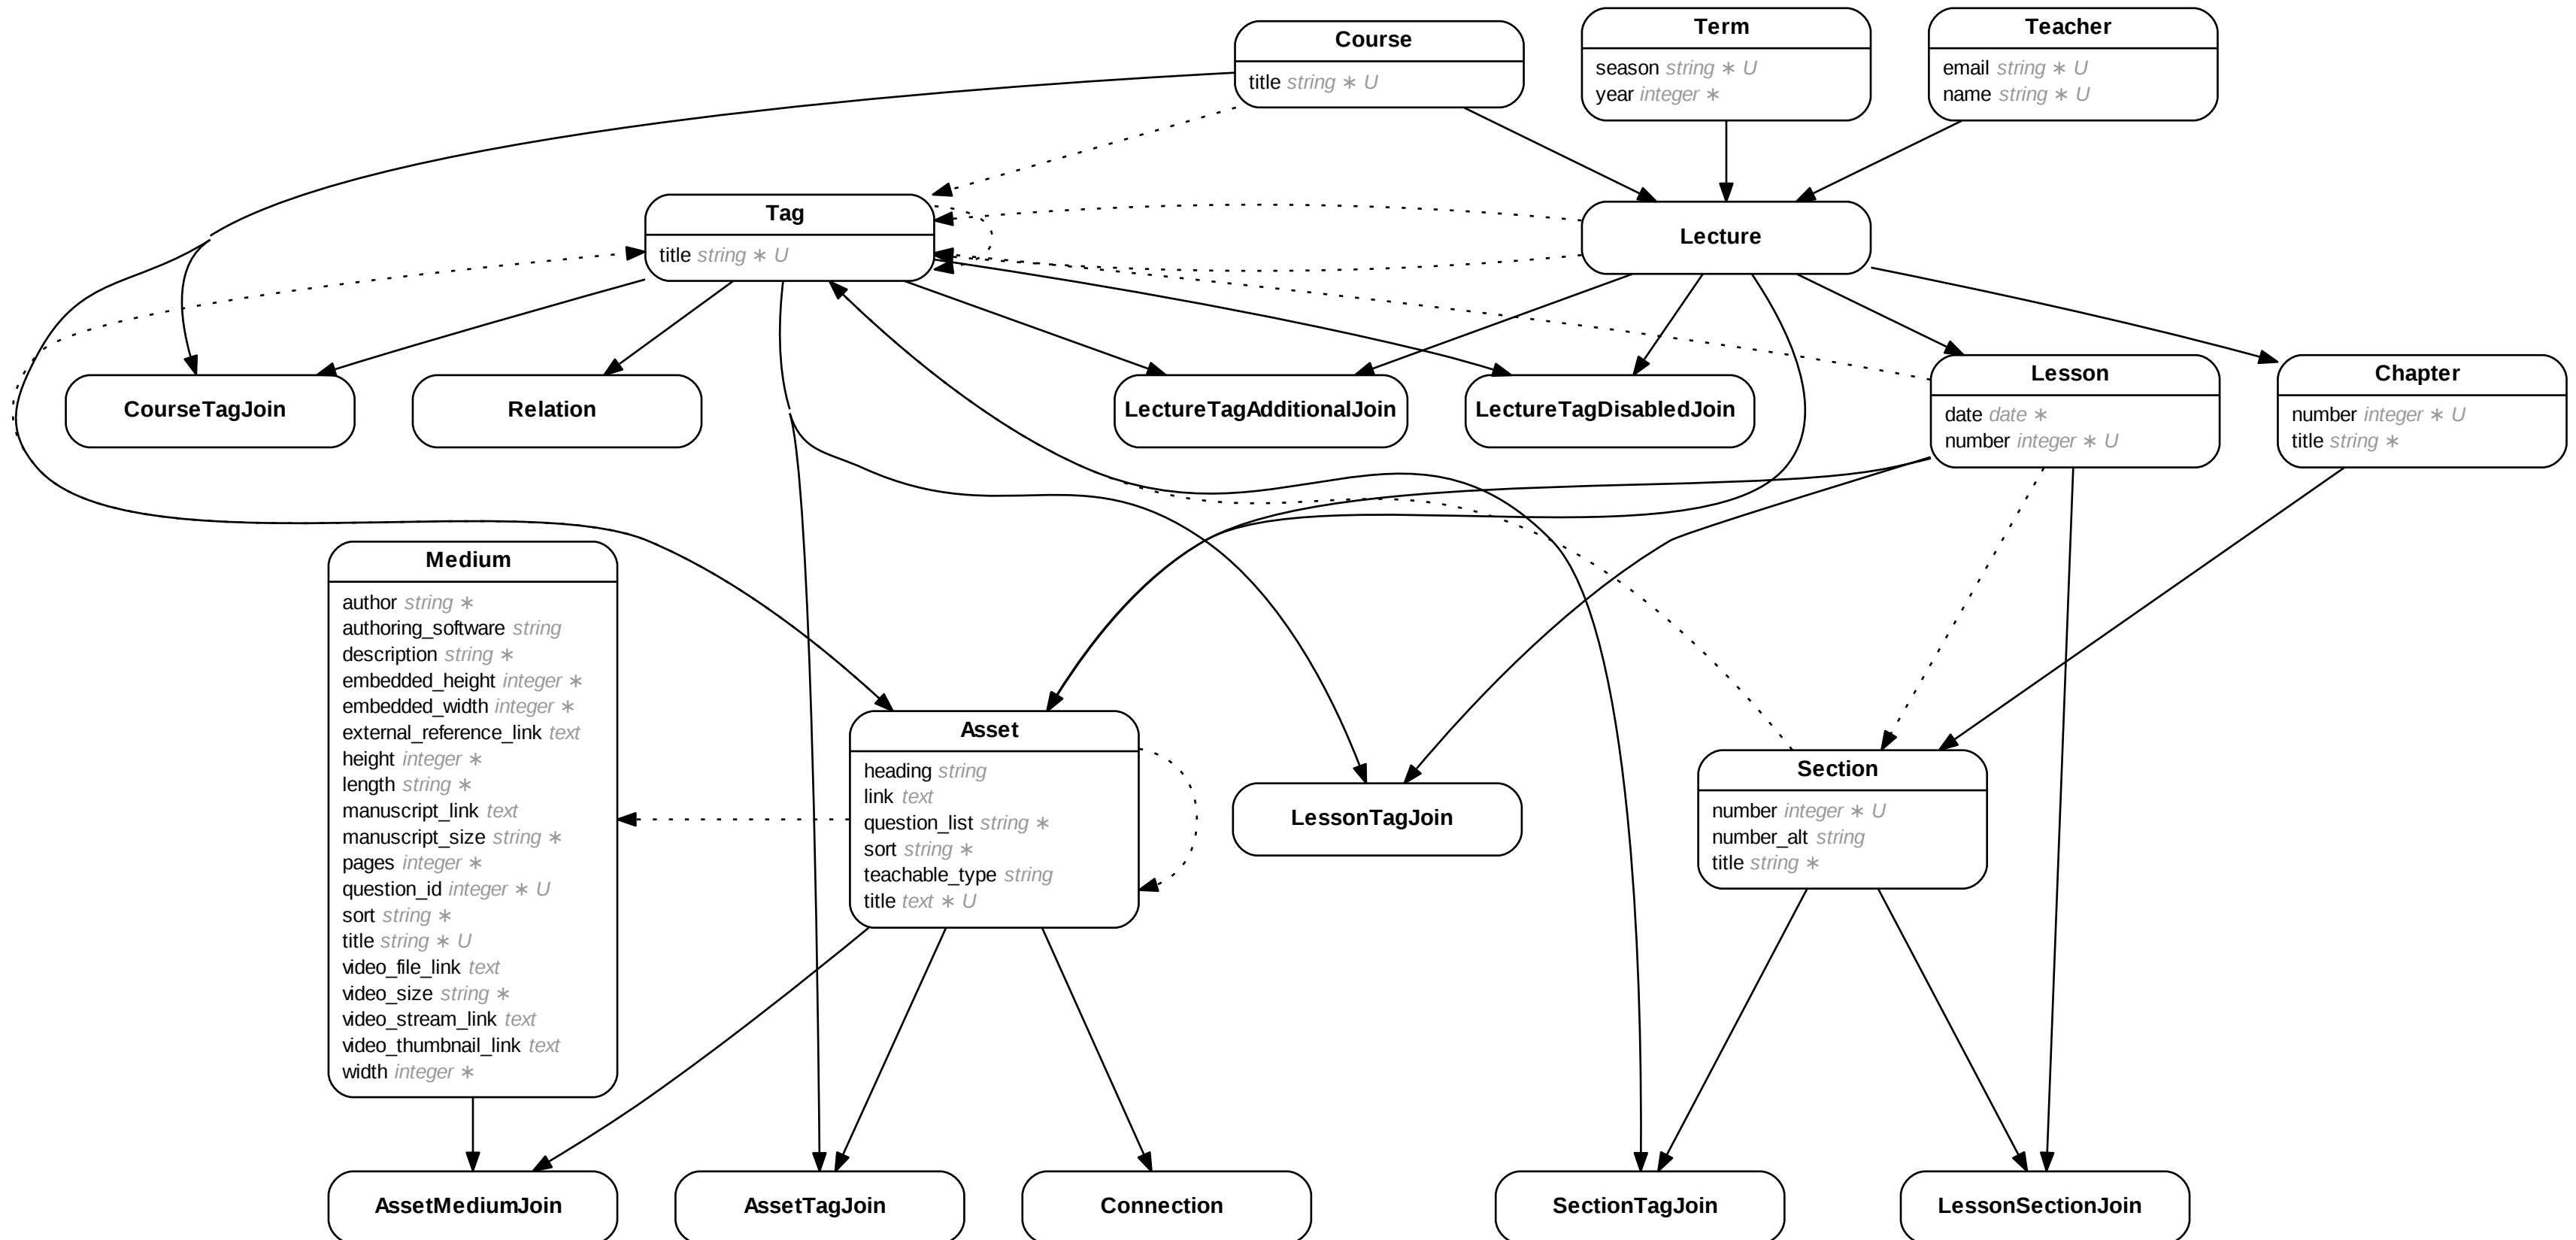 Course
title string ∗ U
Term
season string ∗ U
year integer ∗
Teacher
email string ∗ U
name string ∗ U
Tag
title string ∗ U
Lecture
CourseTagJoin
Relation
LectureTagAdditionalJoin
LectureTagDisabledJoin
Lesson
date date ∗
number integer ∗ U
Chapter
number integer ∗ U
title string ∗
Medium
author string ∗
authoring_software string
description string ∗
embedded_height integer ∗
embedded_width integer ∗
external_reference_link text
height integer ∗
length string ∗
manuscript_link text
manuscript_size string ∗
pages integer ∗
question_id integer ∗ U
sort string ∗
title string ∗ U
video_file_link text
video_size string ∗
video_stream_link text
video_thumbnail_link text
width integer ∗
Asset
heading string
link text
question_list string ∗
sort string ∗
teachable_type string
title text ∗ U
LessonTagJoin
Section
number integer ∗ U
number_alt string
title string ∗
AssetMediumJoin
AssetTagJoin
Connection
SectionTagJoin
LessonSectionJoin